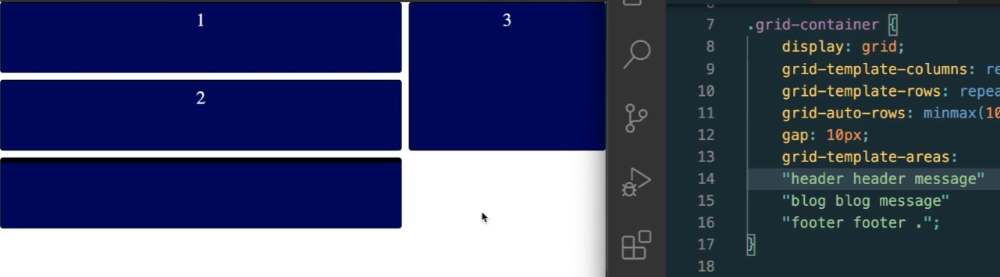 1
3
2
6
7 .grid-container {
8 display: grid;
9 grid-template-columns: re
10 grid-template-rows: repea
11 grid-auto-rows: minmax(10
12 gap: 10px;
13 grid-template-areas:
14 "header header message"
15 "blog blog message"
16 "footer footer .";
17 }
18